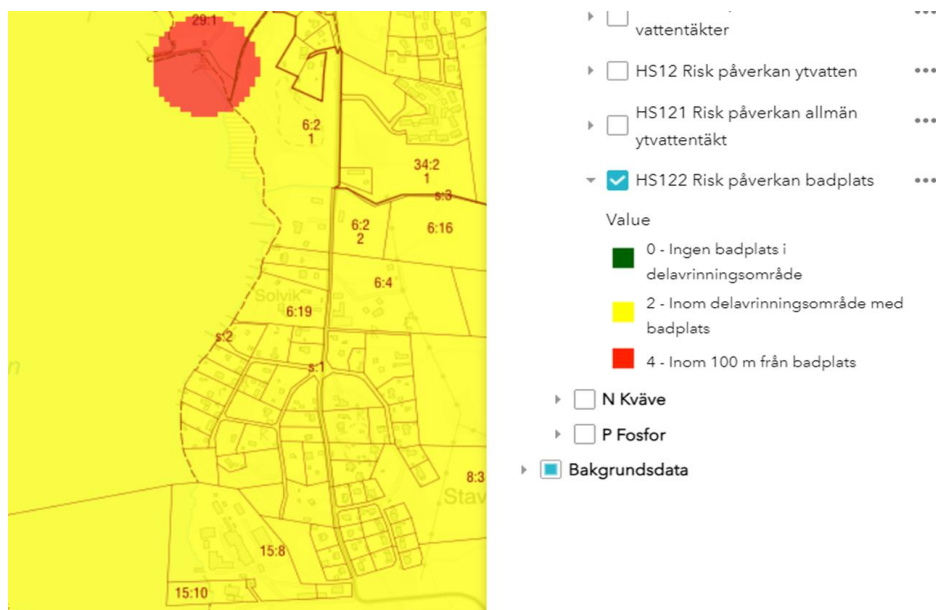 29:1
6:2
1
34:2
1
s:3
6:2
2
6:16
6:4
Solvik
6:19
s:2
s:1
n
8:3
Stav
15:8
15:10
vattentäkter
HS12 Risk påverkan ytvatten
HS121 Risk påverkan allmän
ytvattentäkt
HS122 Risk påverkan badplats
Value
0 - Ingen badplats i
delavrinningsområde
2 - Inom delavrinningsområde med
badplats
4 - Inom 100 m från badplats
N Kväve
P Fosfor
Bakgrundsdata